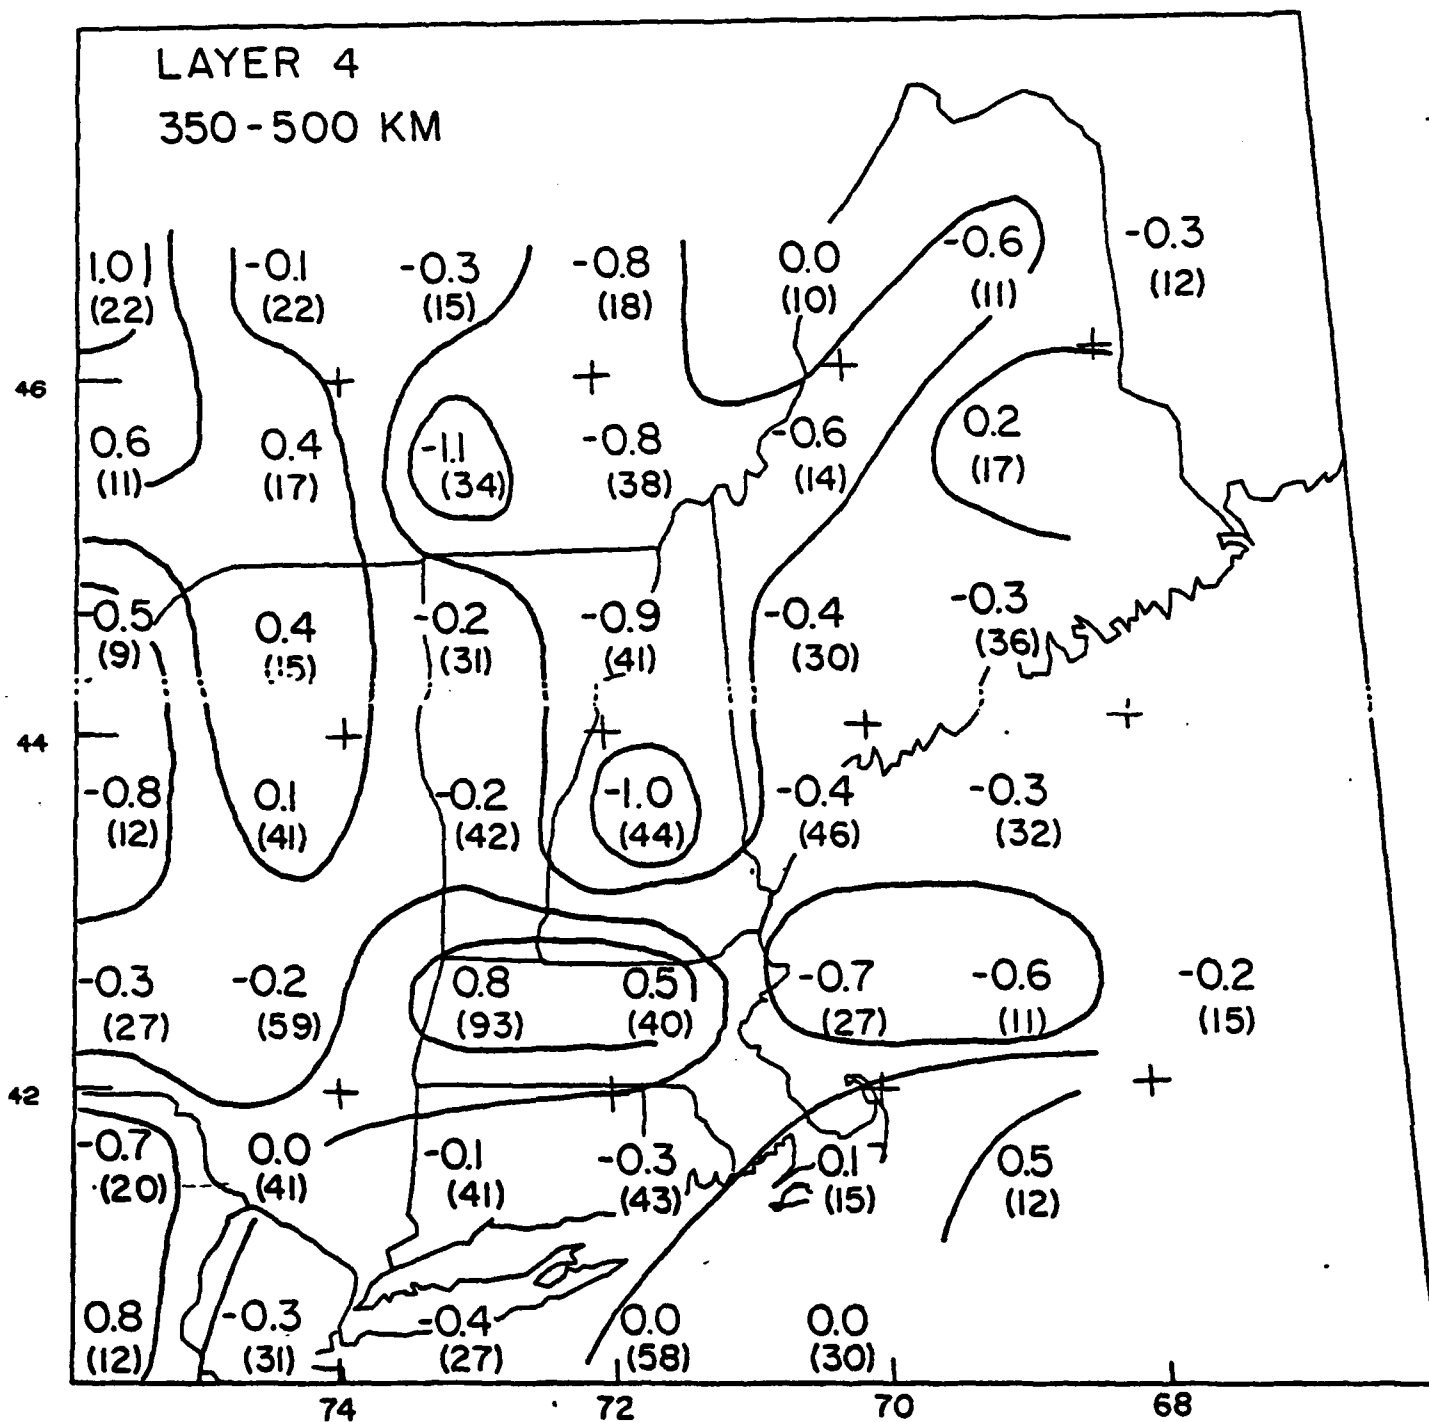 LAYER 4
350-500 KM
1.0 -0.1 -0.3 -0.8 0.0 -0.6 -0.3
(22) (22) (15) (18) (10) (11) (12)
46
0.6 0.4 -1.1 -0.8 -0.6 0.2
(11) (17) (34) (38) (14) (17)
-0.5 0.4 -0.2 -0.9 -0.4 -0.3
(9) (15) (31) (41) (30) (36)
44
-0.8 0.1 -0.2 -1.0 -0.4 -0.3
(12) (41) (42) (44) (46) (32)
-0.3 -0.2 0.8 0.5 -0.7 -0.6 -0.2
(27) (59) (93) (40) (27) (11) (15)
42
-0.7 0.0 -0.1 -0.3 0.1 0.5
(20) (41) (41) (43) (15) (12)
0.8 -0.3 -0.4 0.0 0.0
(12) (31) (27) (58) (30)
74 72 70 68